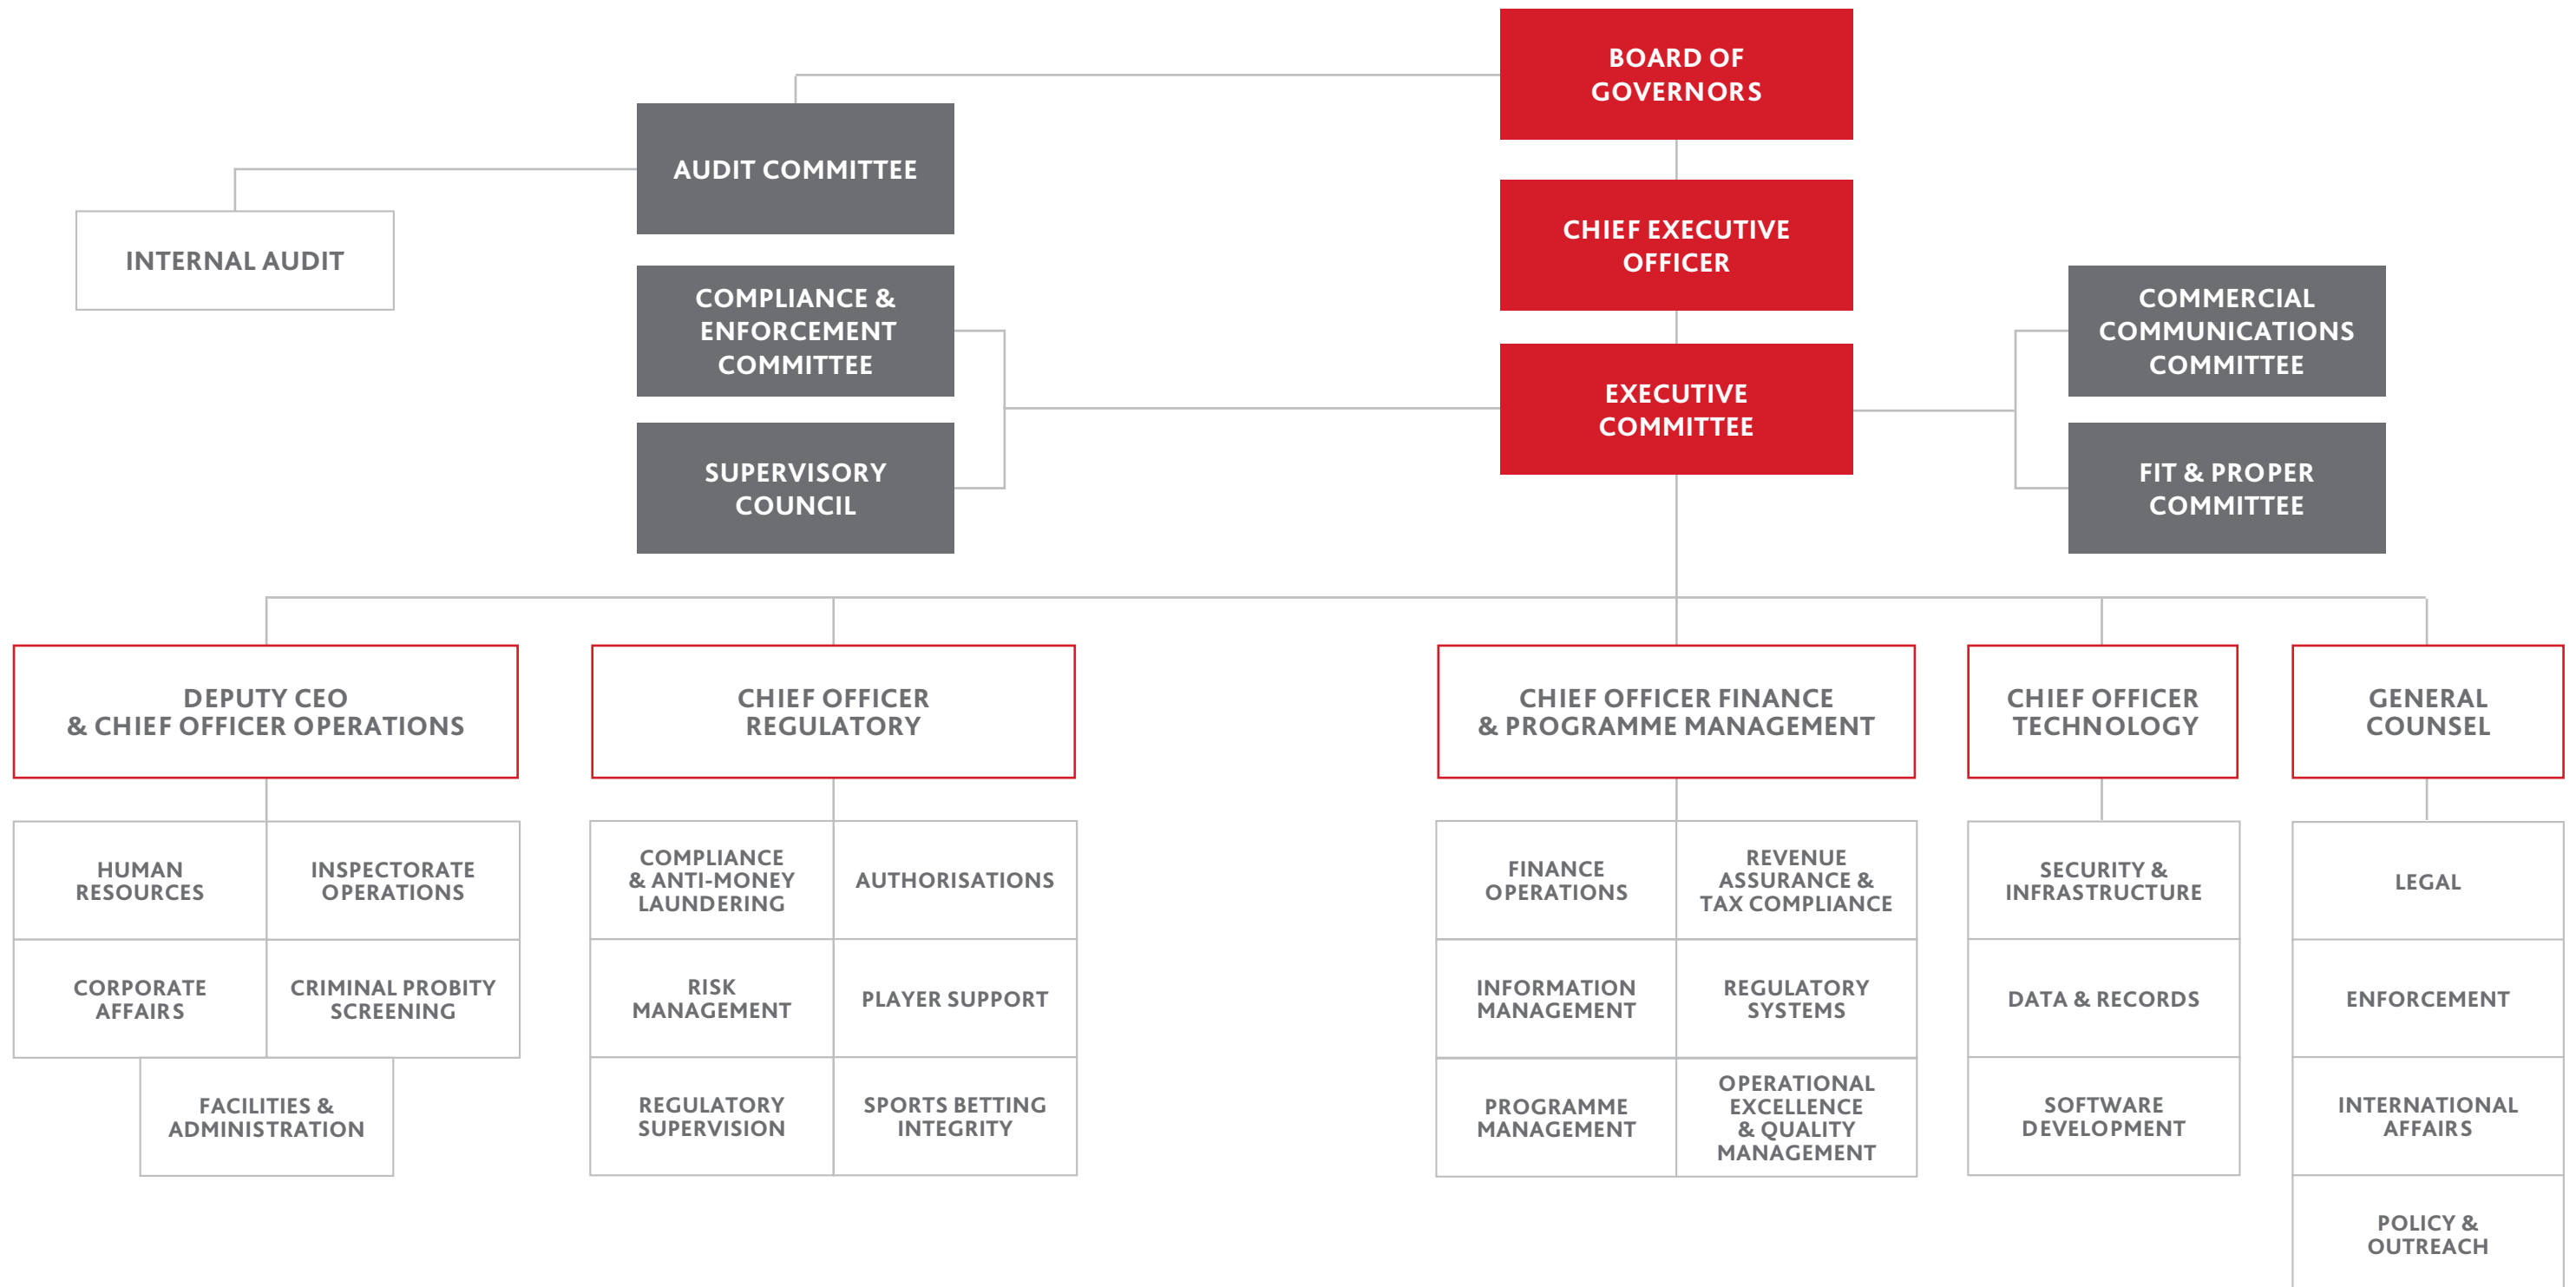 BOARD OF
GOVERNORS
AUDIT COMMITTEE
INTERNAL AUDIT
CHIEF EXECUTIVE
OFFICER
COMPLIANCE &
ENFORCEMENT
COMMITTEE
COMMERCIAL
COMMUNICATIONS
COMMITTEE
EXECUTIVE
COMMITTEE
SUPERVISORY
COUNCIL
FIT & PROPER
COMMITTEE
DEPUTY CEO
& CHIEF OFFICER OPERATIONS
CHIEF OFFICER
REGULATORY
CHIEF OFFICER FINANCE
& PROGRAMME MANAGEMENT
CHIEF OFFICER
TECHNOLOGY
GENERAL
COUNSEL
HUMAN
RESOURCES
INSPECTORATE
OPERATIONS
CORPORATE
AFFAIRS
CRIMINAL PROBITY
SCREENING
FACILITIES &
ADMINISTRATION
COMPLIANCE
& ANTI-MONEY
LAUNDERING
AUTHORISATIONS
RISK
MANAGEMENT
PLAYER SUPPORT
REGULATORY
SUPERVISION
SPORTS BETTING
INTEGRITY
FINANCE
OPERATIONS
REVENUE
ASSURANCE &
TAX COMPLIANCE
INFORMATION
MANAGEMENT
REGULATORY
SYSTEMS
PROGRAMME
MANAGEMENT
OPERATIONAL
EXCELLENCE
& QUALITY
MANAGEMENT
SECURITY &
INFRASTRUCTURE
DATA & RECORDS
SOFTWARE
DEVELOPMENT
LEGAL
ENFORCEMENT
INTERNATIONAL
AFFAIRS
POLICY &
OUTREACH